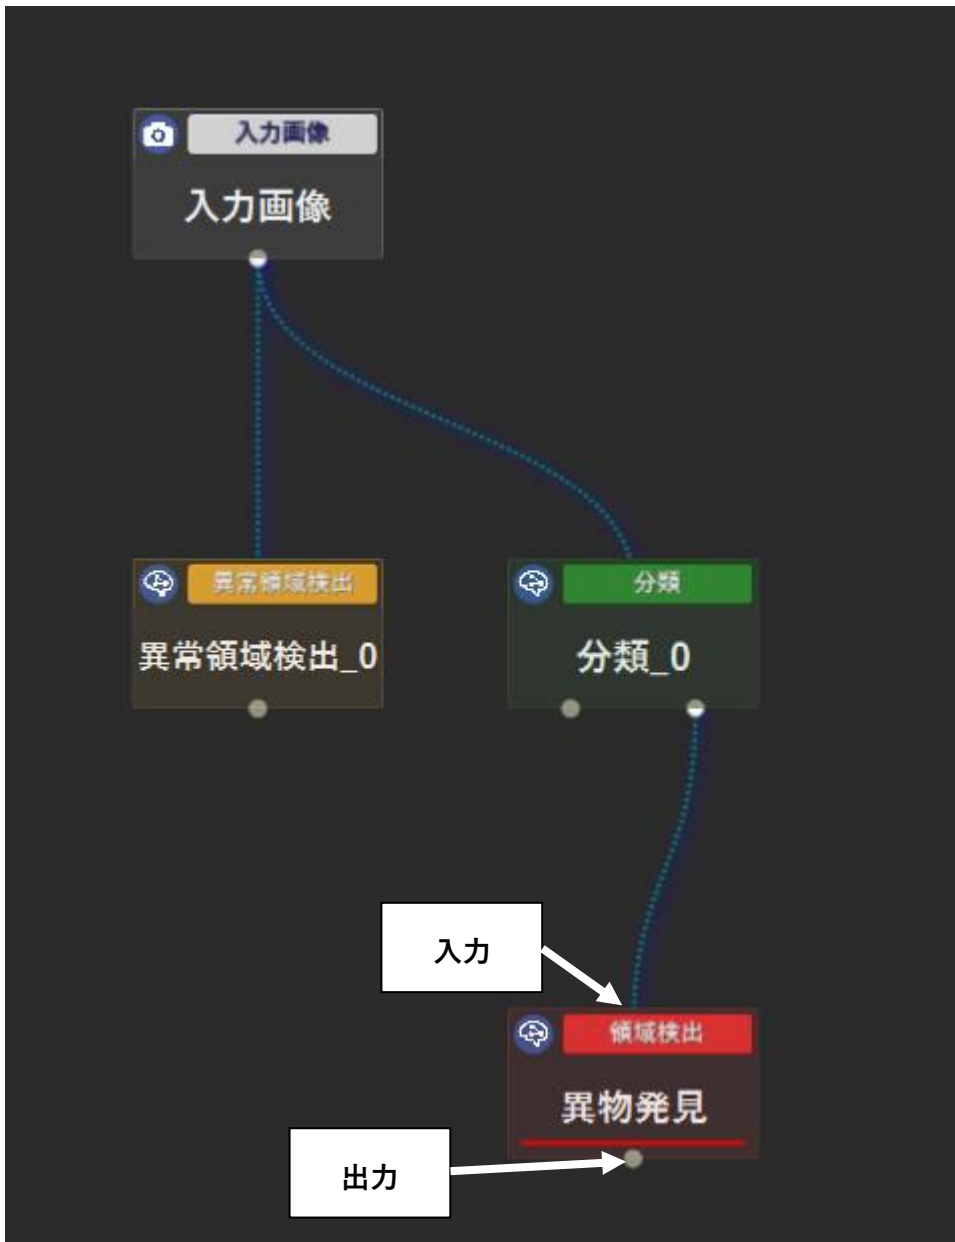 入力画像
入力画像
異常領域検出
異常領域検出_0
分類
分類_0
入力
領域検出
異物発見
出力